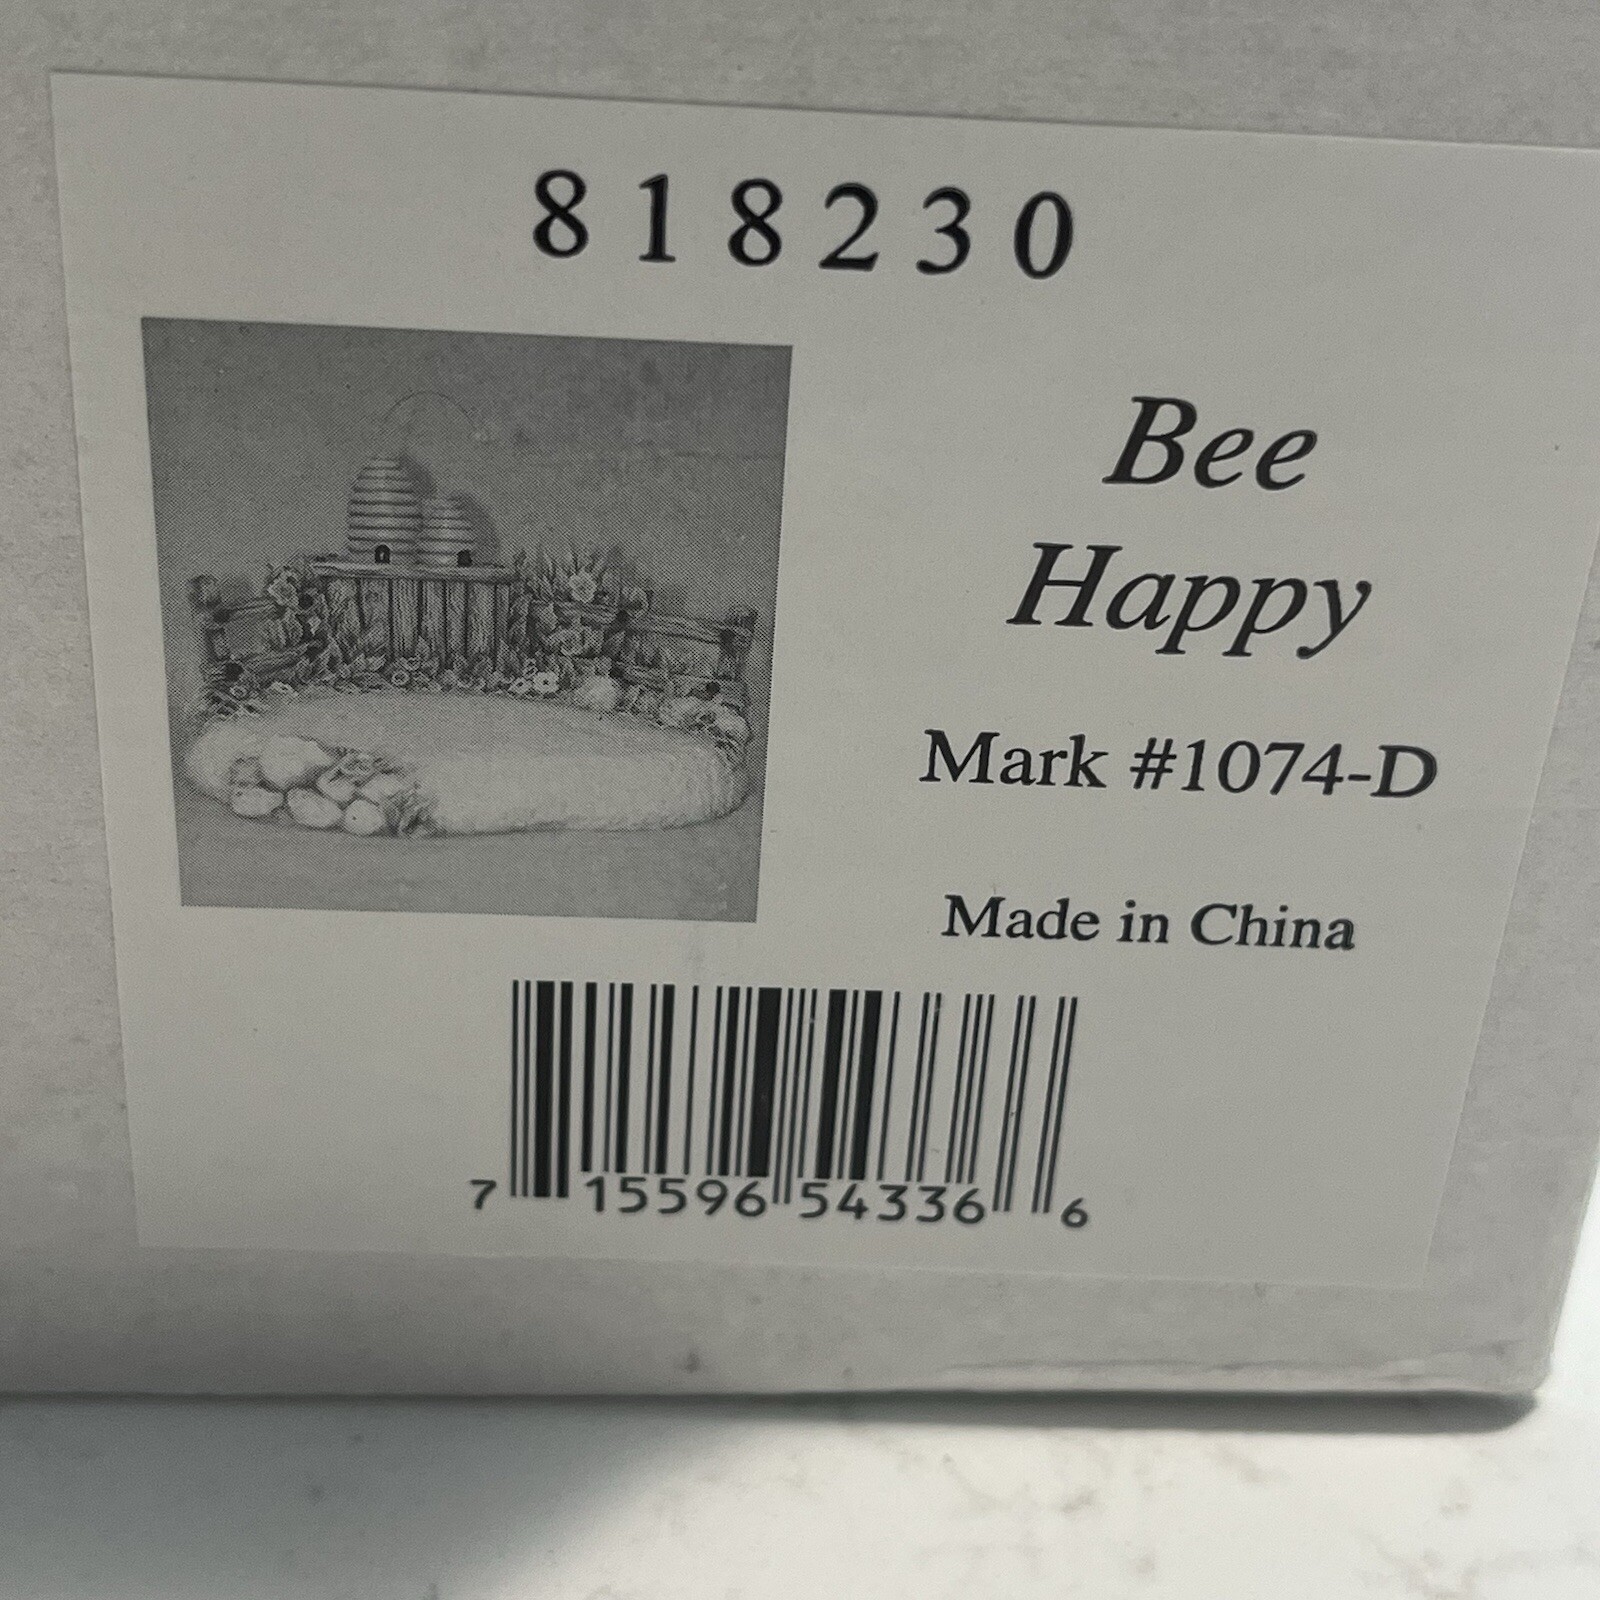 818230
Bee
Happy
Mark #1074-D
Made in China
7 15596 54336 6